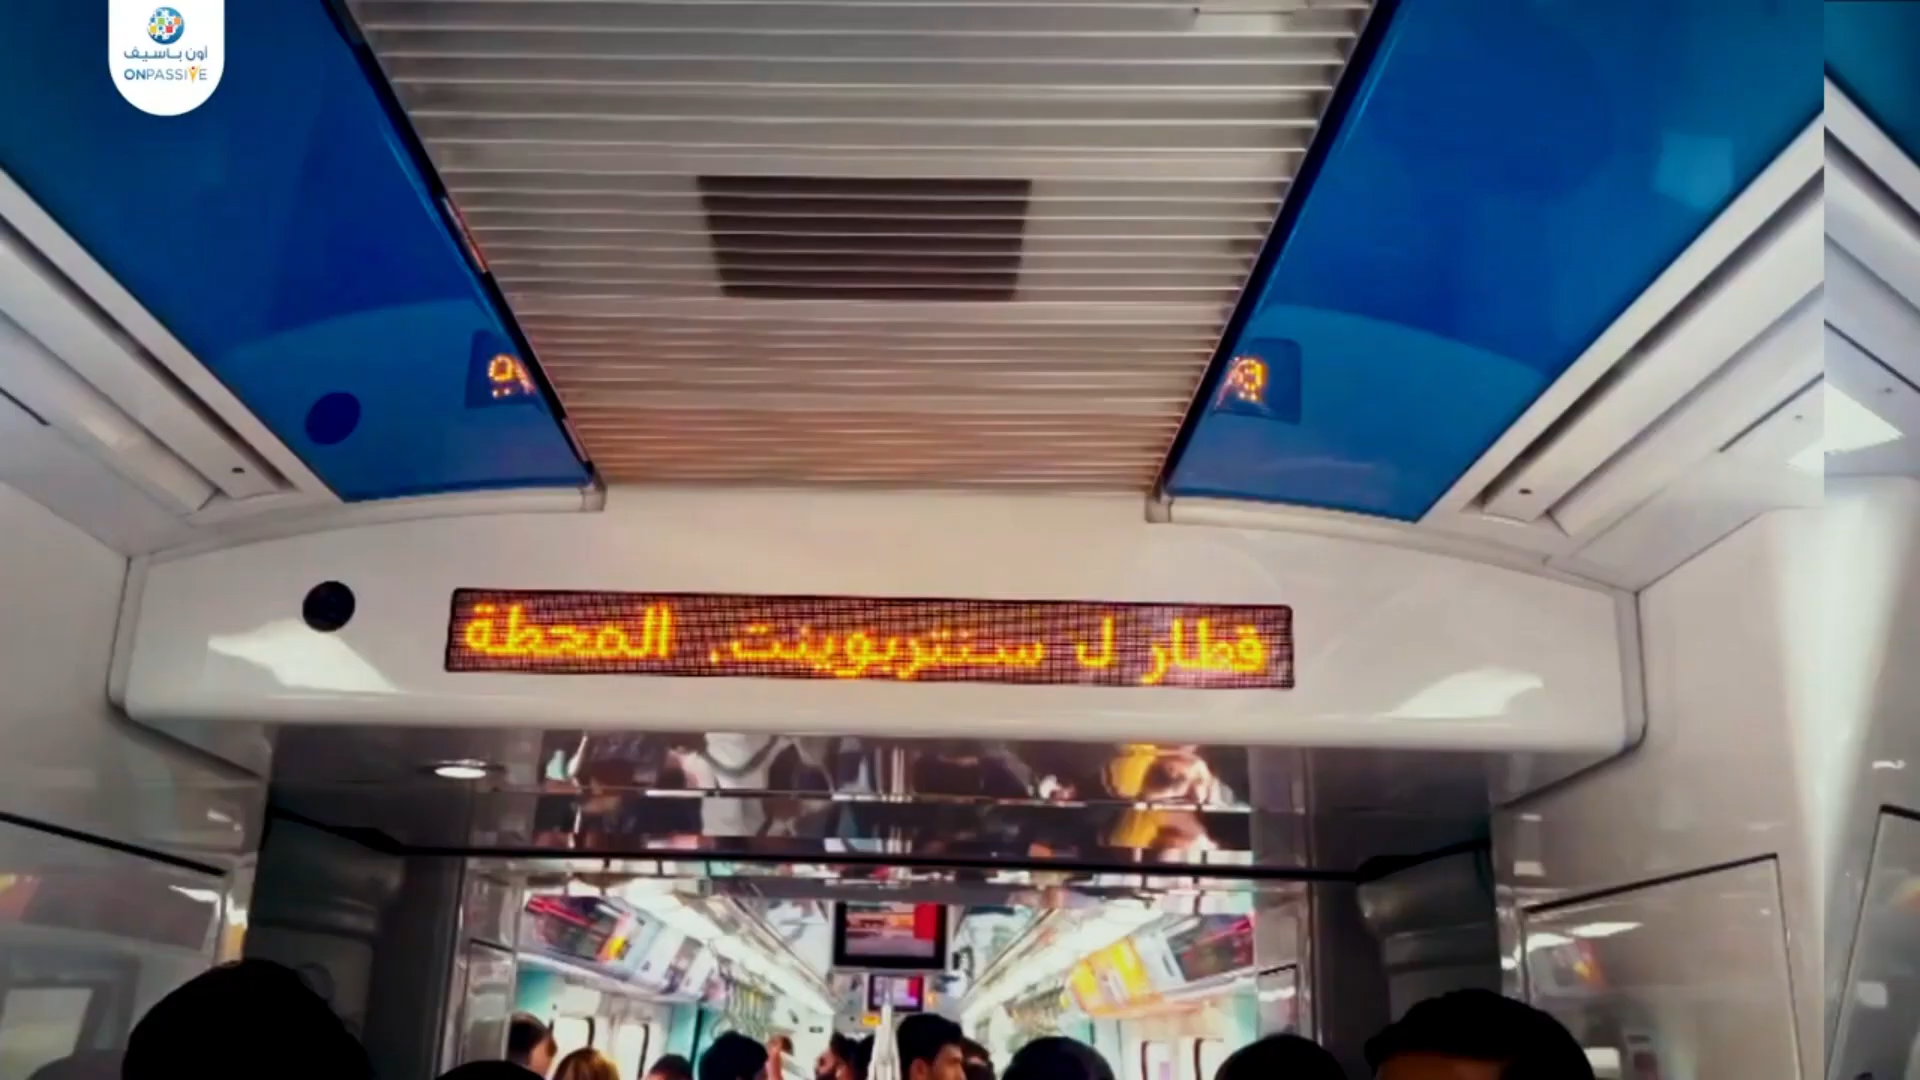 أون باسيف
ONPASSIVE
قطار ل سنتربوينت. المحطة